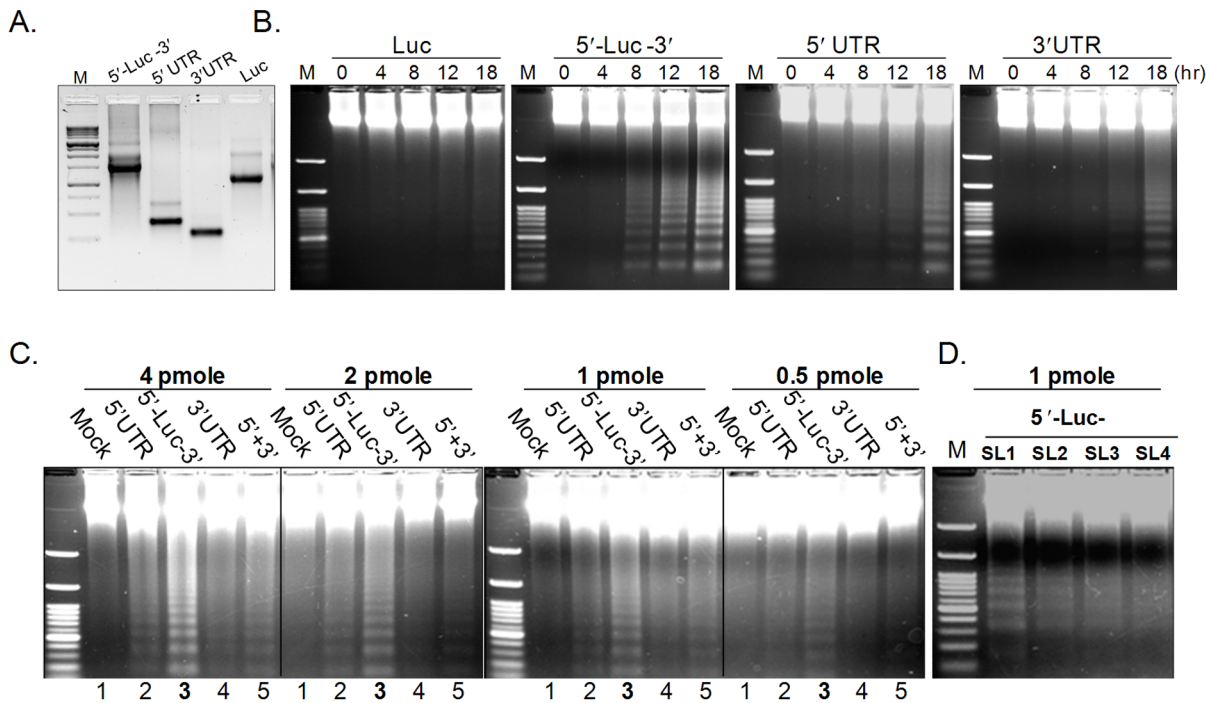 A.
M 5′-Luc -3′ 5′ UTR 3′UTR Luc
B.
Luc 5′-Luc -3′ 5′ UTR 3′UTR
M 0 4 8 12 18 M 0 4 8 12 18 M 0 4 8 12 18 M 0 4 8 12 18 (hr)
C.
4 pmole 2 pmole 1 pmole 0.5 pmole
Mock 5'UTR 5'-Luc-3' 3'UTR 5'+3' Mock 5'UTR 5'-Luc-3' 3'UTR 5'+3' Mock 5'UTR 5'-Luc-3' 3'UTR 5'+3' Mock 5'UTR 5'-Luc-3' 3'UTR 5'+3'
1 2 3 4 5 1 2 3 4 5 1 2 3 4 5 1 2 3 4 5
D.
1 pmole
5′-Luc-
M SL1 SL2 SL3 SL4